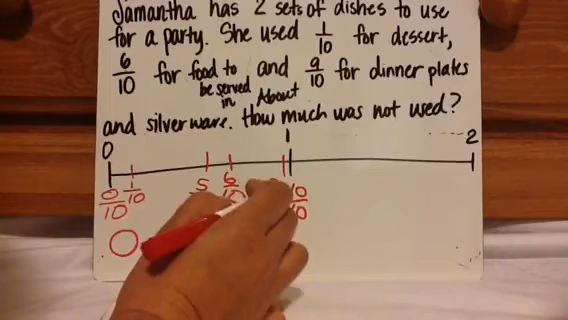 Samantha has 2 sets of dishes to use
for a party. She used 1/10 for dessert,
6/10 for food to be served in and 9/10 for dinner plates
and silverware. About How much was not used?
0 1 2
0/10 1/10 5 6/10 10/10
0